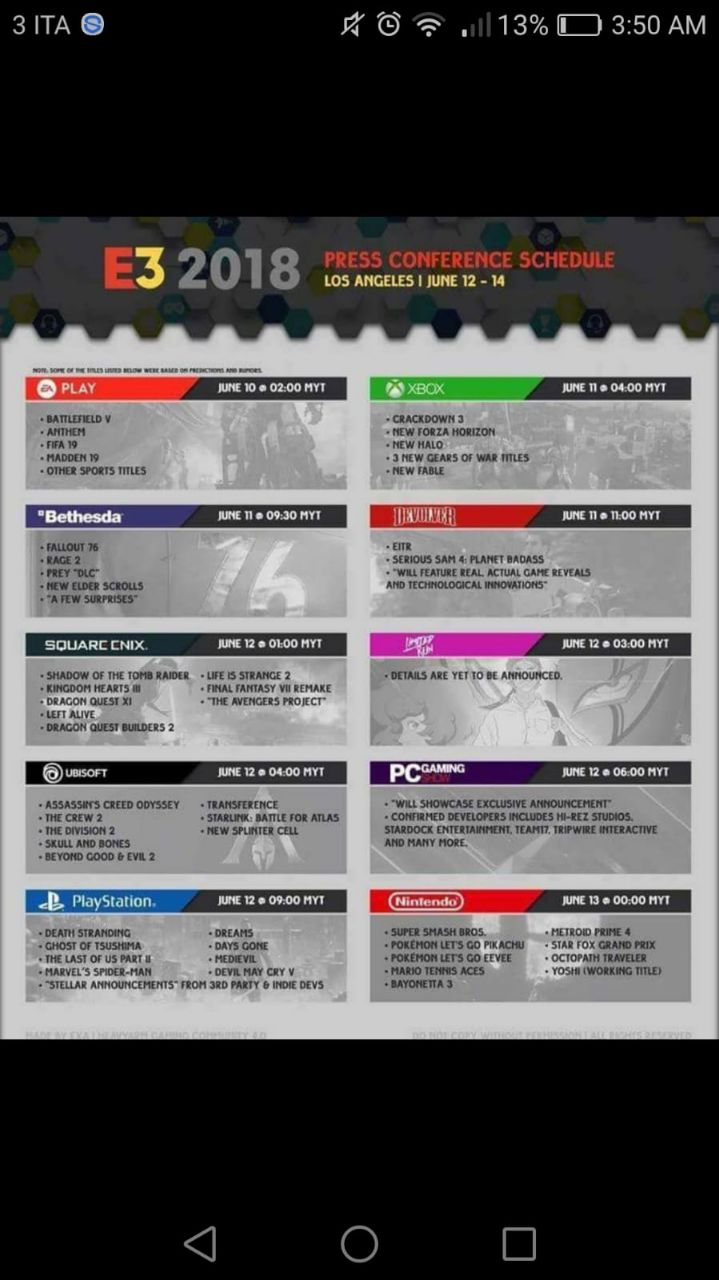 3 ITA 13% 3:50 AM
E3 2018 PRESS CONFERENCE SCHEDULE
LOS ANGELES | JUNE 12 - 14
NOTE: SOME OF THE TITLES LISTED BELOW WERE BASED ON PREDICTIONS AND RUMORS.
EA PLAY JUNE 10 @ 02:00 MYT
• BATTLEFIELD V
• ANTHEM
• FIFA 19
• MADDEN 19
• OTHER SPORTS TITLES
XBOX JUNE 11 @ 04:00 MYT
• CRACKDOWN 3
• NEW FORZA HORIZON
• NEW HALO
• 3 NEW GEARS OF WAR TITLES
• NEW FABLE
Bethesda JUNE 11 @ 09:30 MYT
• FALLOUT 76
• RAGE 2
• PREY "DLC"
• NEW ELDER SCROLLS
• "A FEW SURPRISES"
76
DEVOLVER JUNE 11 @ 11:00 MYT
• EITR
• SERIOUS SAM 4: PLANET BADASS
• "WILL FEATURE REAL, ACTUAL GAME REVEALS
AND TECHNOLOGICAL INNOVATIONS"
SQUARE ENIX. JUNE 12 @ 01:00 MYT
• SHADOW OF THE TOMB RAIDER
• KINGDOM HEARTS III
• DRAGON QUEST XI
• LEFT ALIVE
• DRAGON QUEST BUILDERS 2
• LIFE IS STRANGE 2
• FINAL FANTASY VII REMAKE
• "THE AVENGERS PROJECT"
LIMITED RUN JUNE 12 @ 03:00 MYT
• DETAILS ARE YET TO BE ANNOUNCED.
UBISOFT JUNE 12 @ 04:00 MYT
• ASSASSIN'S CREED ODYSSEY
• THE CREW 2
• THE DIVISION 2
• SKULL AND BONES
• BEYOND GOOD & EVIL 2
• TRANSFERENCE
• STARLINK: BATTLE FOR ATLAS
• NEW SPLINTER CELL
PC GAMING SHOW JUNE 12 @ 06:00 MYT
• "WILL SHOWCASE EXCLUSIVE ANNOUNCEMENT"
• CONFIRMED DEVELOPERS INCLUDES HI-REZ STUDIOS,
STARDOCK ENTERTAINMENT, TEAM17, TRIPWIRE INTERACTIVE
AND MANY MORE.
PlayStation. JUNE 12 @ 09:00 MYT
• DEATH STRANDING
• GHOST OF TSUSHIMA
• THE LAST OF US PART II
• MARVEL'S SPIDER-MAN
• DREAMS
• DAYS GONE
• MEDIEVIL
• DEVIL MAY CRY V
• "STELLAR ANNOUNCEMENTS" FROM 3RD PARTY & INDIE DEVS
Nintendo JUNE 13 @ 00:00 MYT
• SUPER SMASH BROS.
• POKÉMON LET'S GO PIKACHU
• POKÉMON LET'S GO EEVEE
• MARIO TENNIS ACES
• BAYONETTA 3
• METROID PRIME 4
• STAR FOX GRAND PRIX
• OCTOPATH TRAVELER
• YOSHI (WORKING TITLE)
MADE BY EXA | HEAVYARM GAMING COMMUNITY
DO NOT COPY WITHOUT PERMISSION | ALL RIGHTS RESERVED